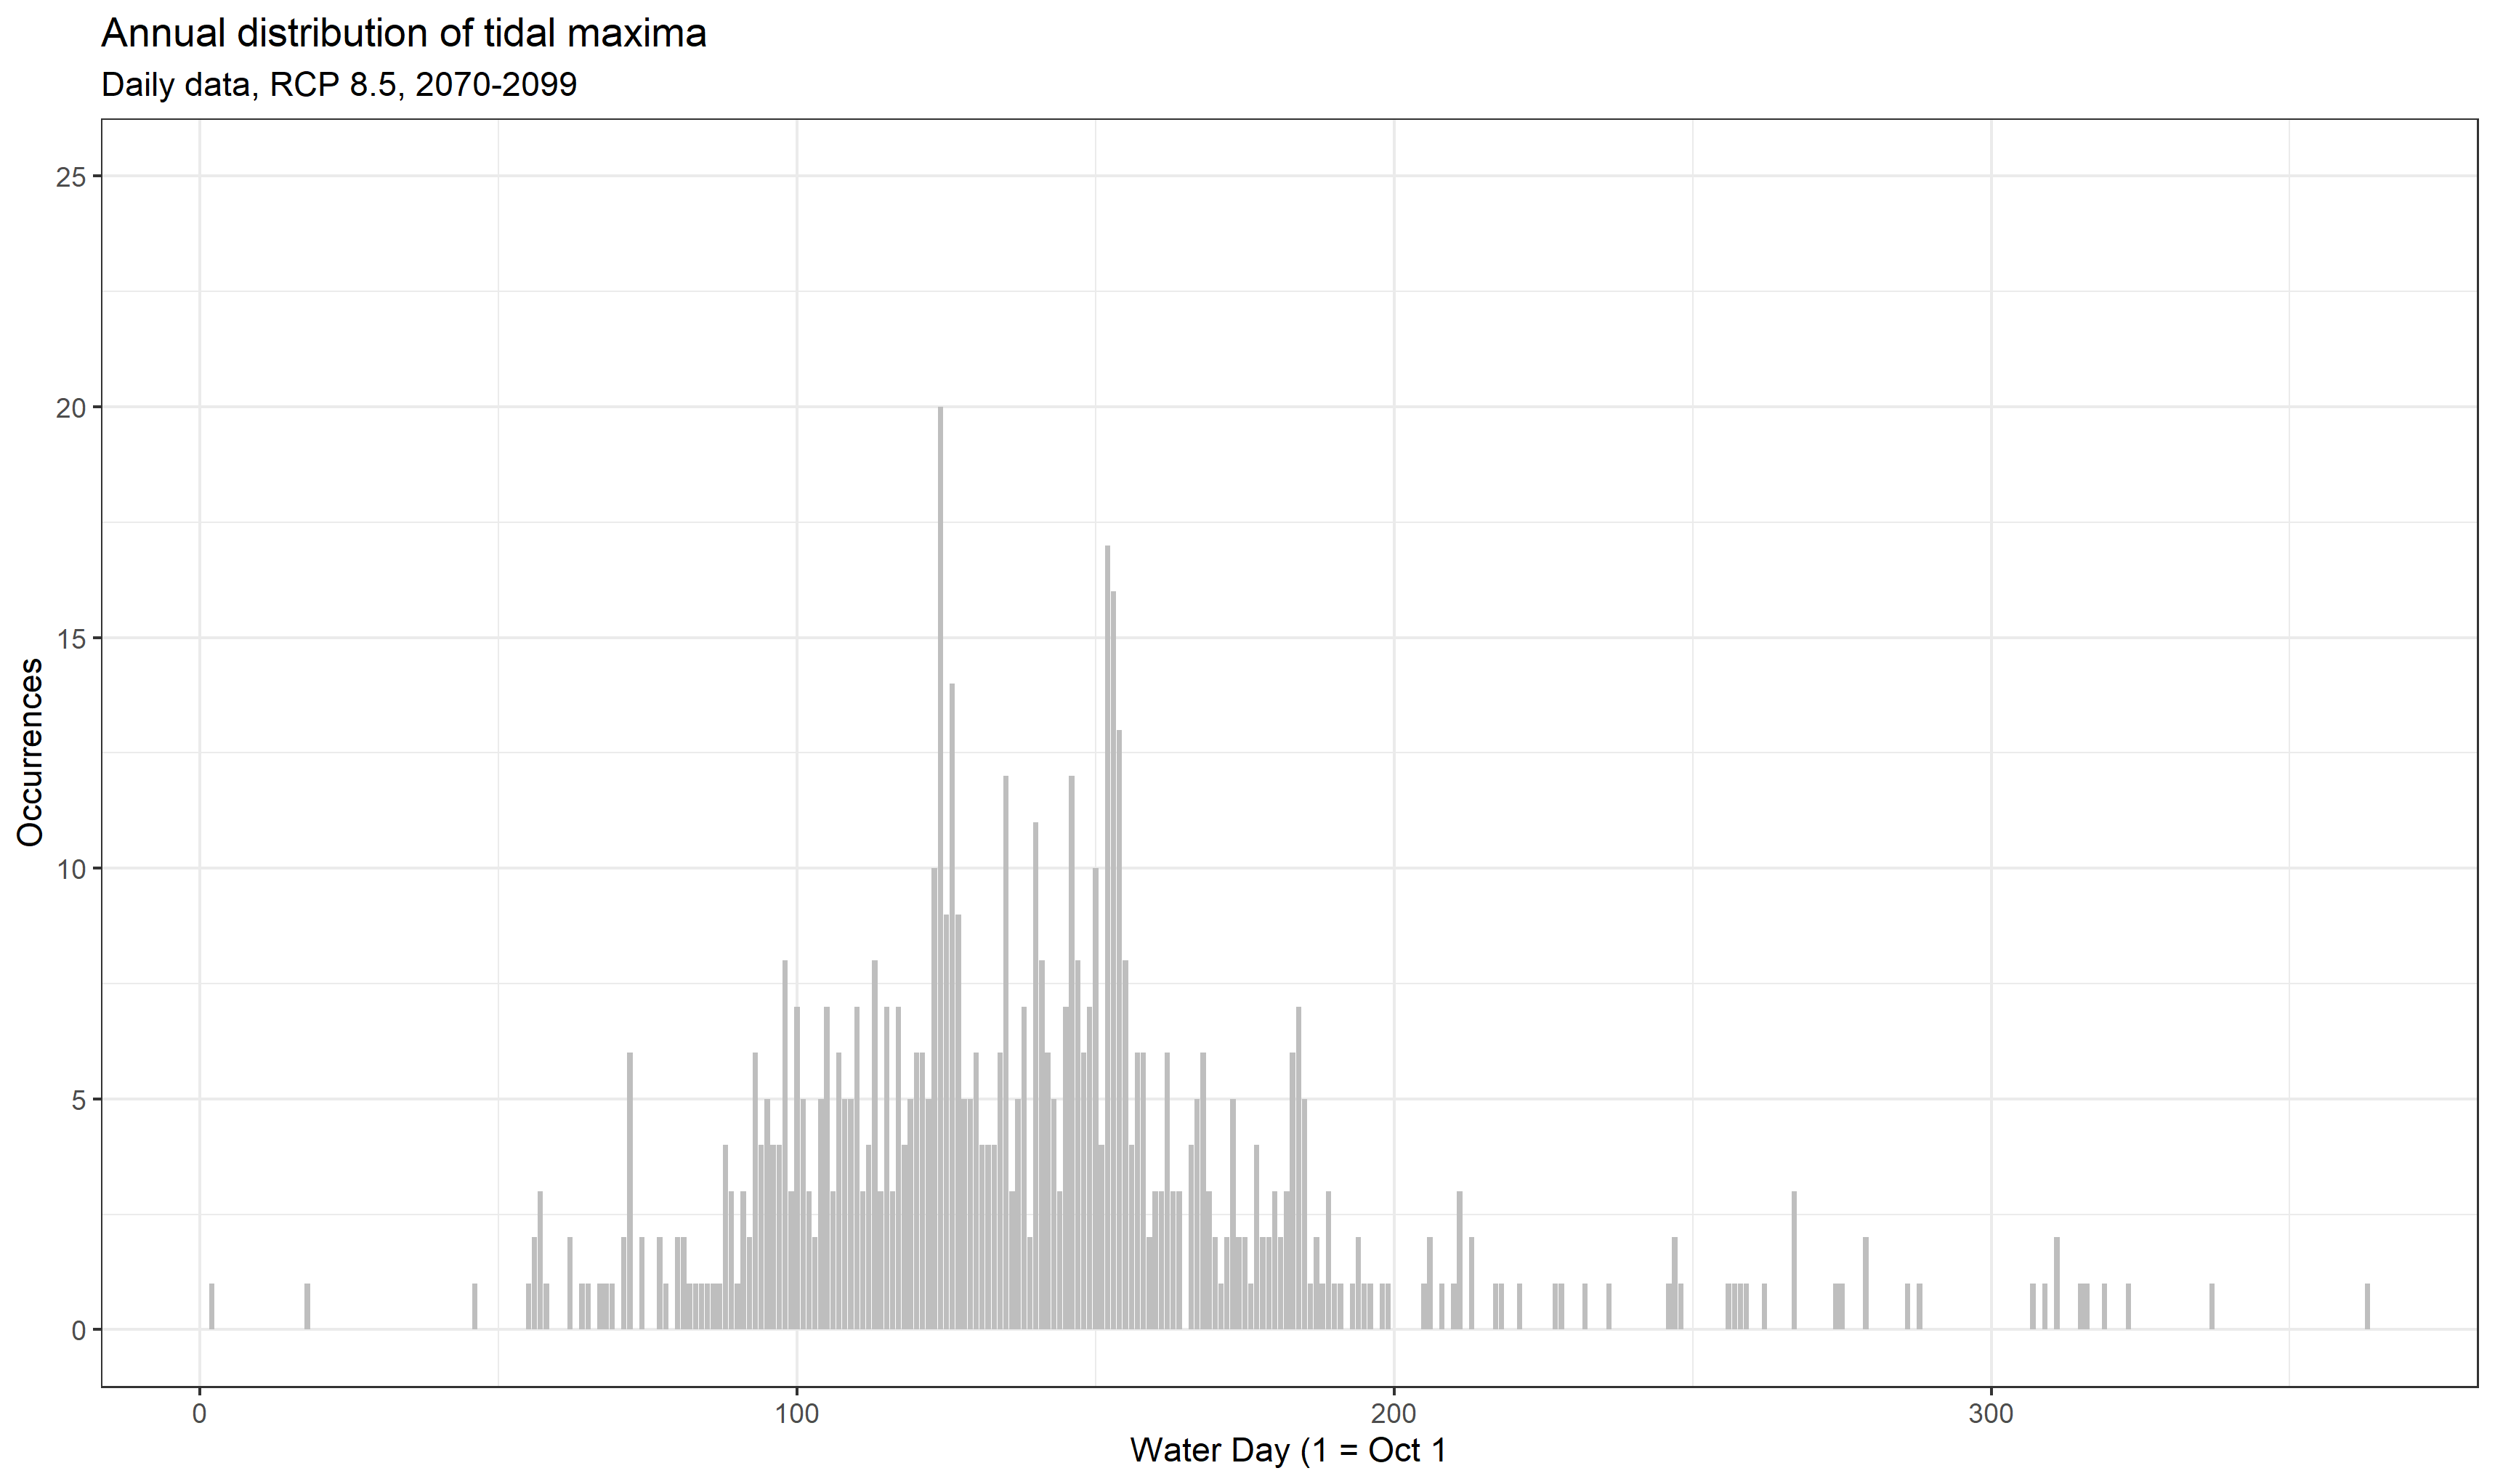 Annual distribution of tidal maxima
Daily data, RCP 8.5, 2070-2099
25
20
15
10
5
0
Occurrences
0 100 200 300
Water Day (1 = Oct 1